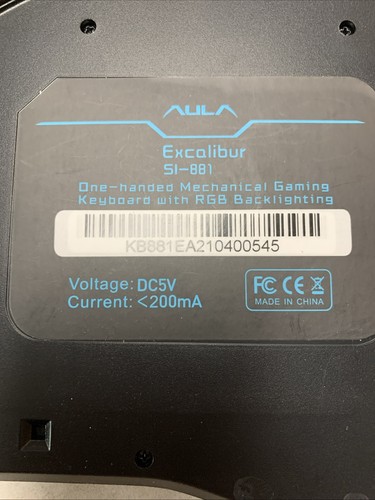 AULA
Excalibur
SI-881
One-handed Mechanical Gaming
Keyboard with RGB Backlighting
KB881EA210400545
Voltage: DC5V
Current: <200mA
FC CE
MADE IN CHINA